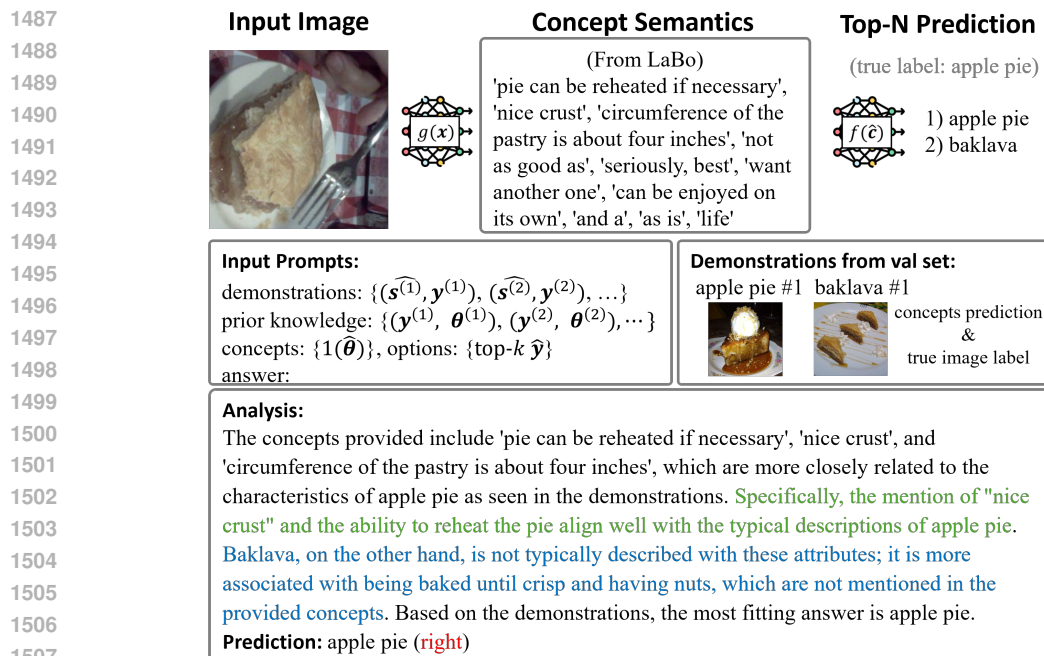 1487
1488
1489
1490
1491
1492
1493
1494
1495
1496
1497
1498
1499
1500
1501
1502
1503
1504
1505
1506
1507
Input Image
Concept Semantics
Top-N Prediction
(true label: apple pie)
g(x)
(From LaBo)
'pie can be reheated if necessary',
'nice crust', 'circumference of the
pastry is about four inches', 'not
as good as', 'seriously, best', 'want
another one', 'can be enjoyed on
its own', 'and a', 'as is', 'life'
f(ĉ)
1) apple pie
2) baklava
Input Prompts:
demonstrations: {(ŝ⁽¹⁾, y⁽¹⁾), (ŝ⁽²⁾, y⁽²⁾), …}
prior knowledge: {(y⁽¹⁾, θ⁽¹⁾), (y⁽²⁾, θ⁽²⁾),⋯}
concepts: {1(θ̂)}, options: {top-k ŷ}
answer:
Demonstrations from val set:
apple pie #1 baklava #1
concepts prediction
&
true image label
Analysis:
The concepts provided include 'pie can be reheated if necessary', 'nice crust', and
'circumference of the pastry is about four inches', which are more closely related to the
characteristics of apple pie as seen in the demonstrations. Specifically, the mention of "nice
crust" and the ability to reheat the pie align well with the typical descriptions of apple pie.
Baklava, on the other hand, is not typically described with these attributes; it is more
associated with being baked until crisp and having nuts, which are not mentioned in the
provided concepts. Based on the demonstrations, the most fitting answer is apple pie.
Prediction: apple pie (right)